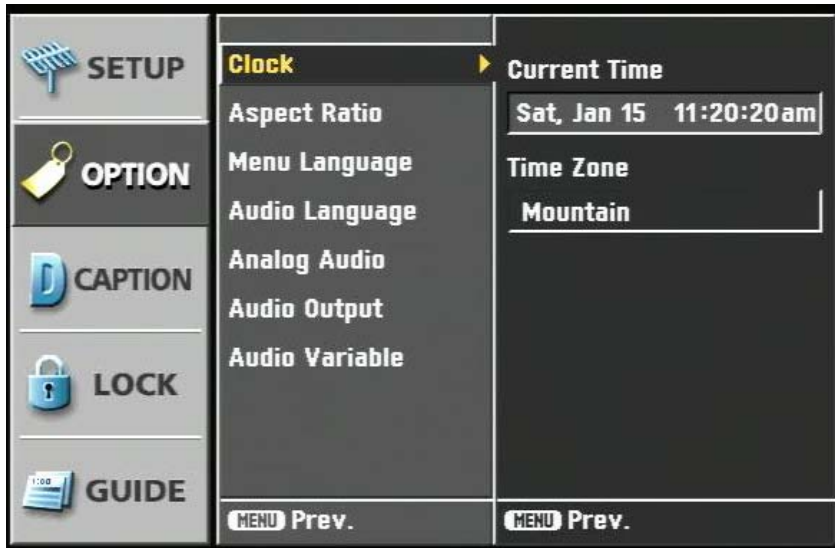 SETUP
OPTION
CAPTION
LOCK
GUIDE
Clock
Aspect Ratio
Menu Language
Audio Language
Analog Audio
Audio Output
Audio Variable
MENU Prev.
Current Time
Sat, Jan 15 11:20:20am
Time Zone
Mountain
MENU Prev.